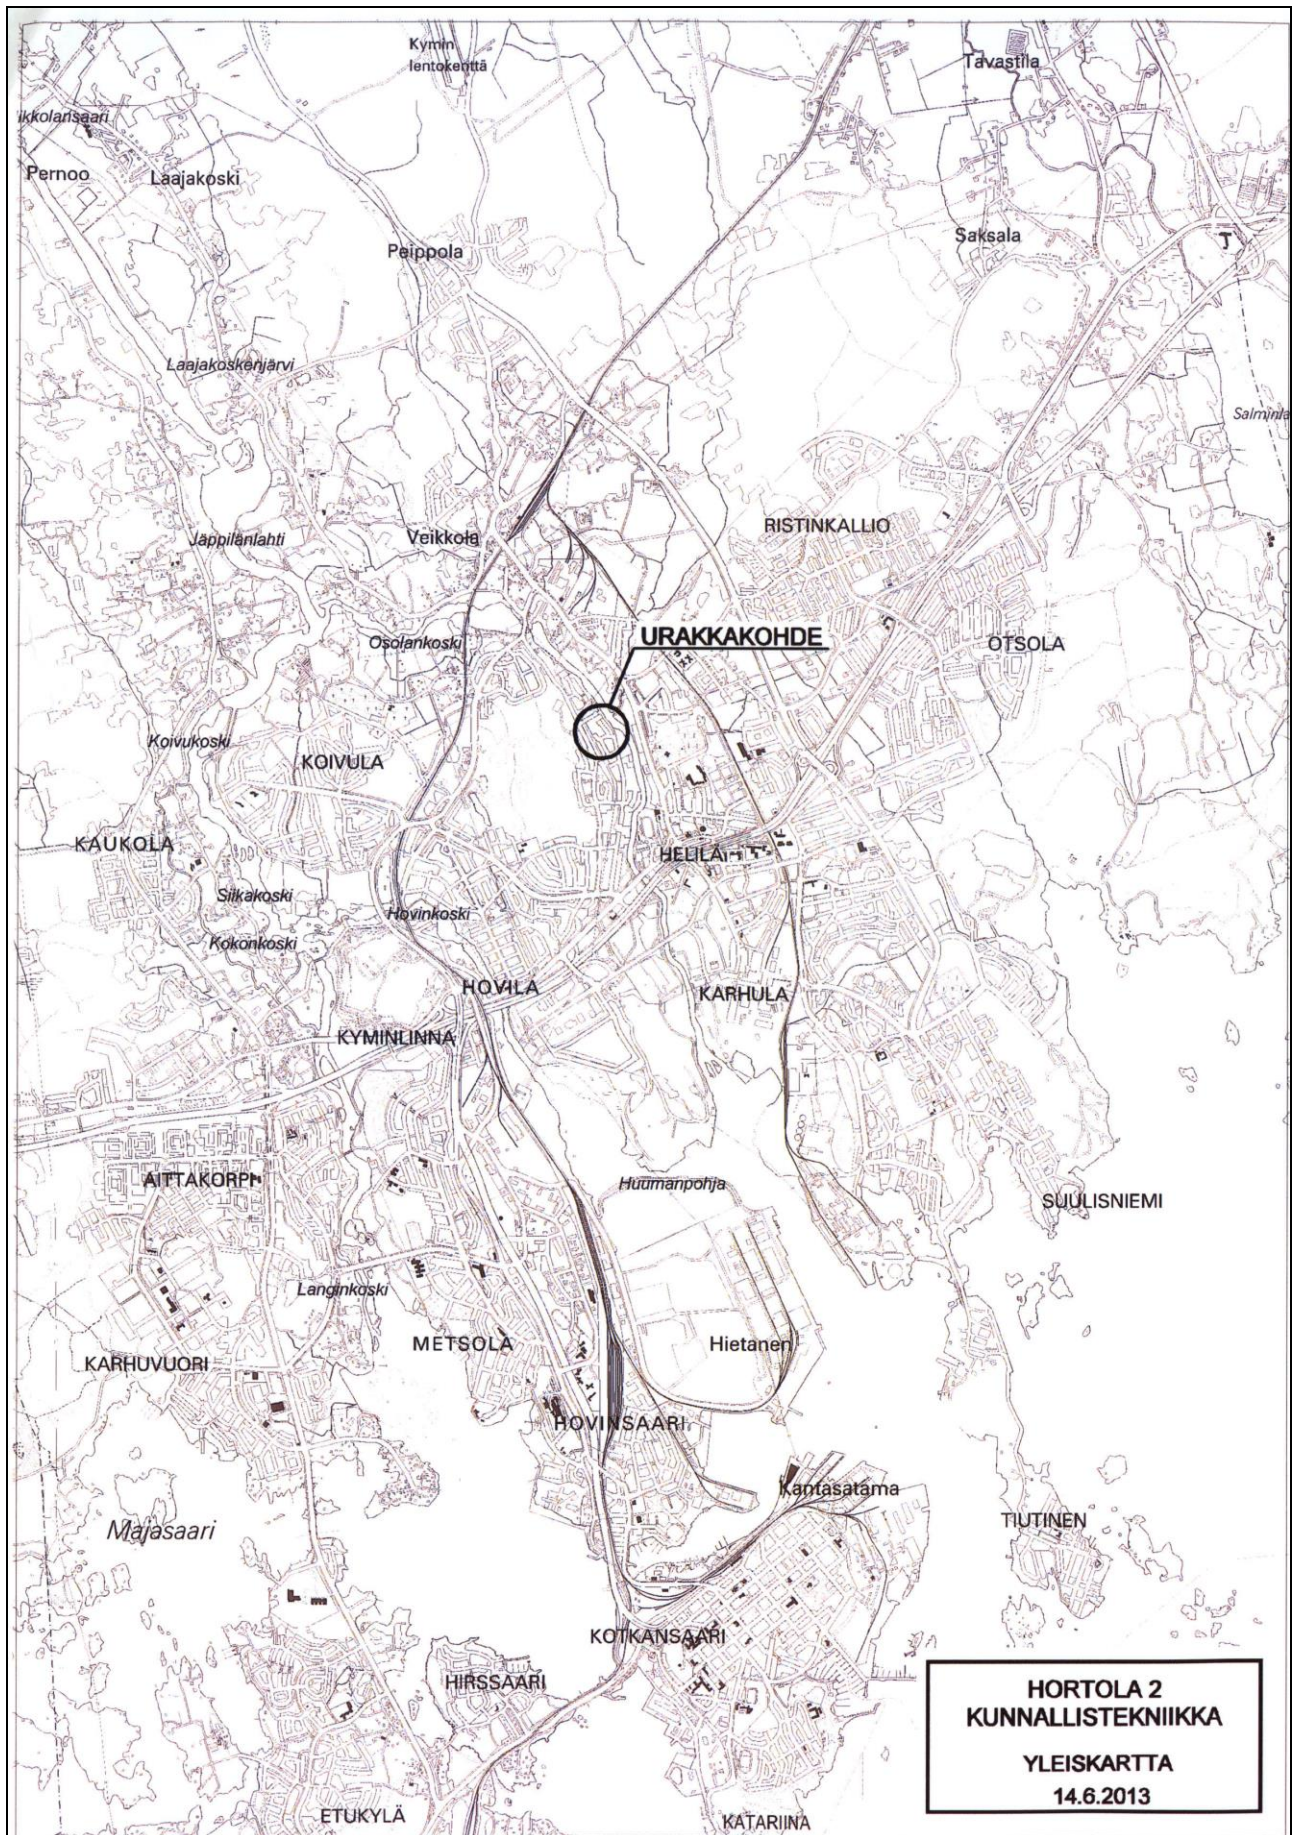 Kymin
lentokenttä
Tavastila
ikkolansaari
Pernoo
Laajakoski
Peippola
Saksala
Laajakoskenjärvi
Salminla
RISTINKALLIO
Jäppilänlahti
Veikkola
URAKKAKOHDE
Osolankoski
OTSOLA
Koivukoski
KOIVULA
KAUKOLA
HELILÄ
Siikakoski
Hovinkoski
Kokonkoski
HOVILA
KARHULA
KYMINLINNA
AITTAKORPI
Huumanpohja
SUULISNIEMI
Langinkoski
METSOLA
Hietanen
KARHUVUORI
HOVINSAARI
Kantasatama
Majasaari
TIUTINEN
KOTKANSAARI
HIRSSAARI
ETUKYLÄ
KATARIINA
HORTOLA 2
KUNNALLISTEKNIIKKA
YLEISKARTTA
14.6.2013